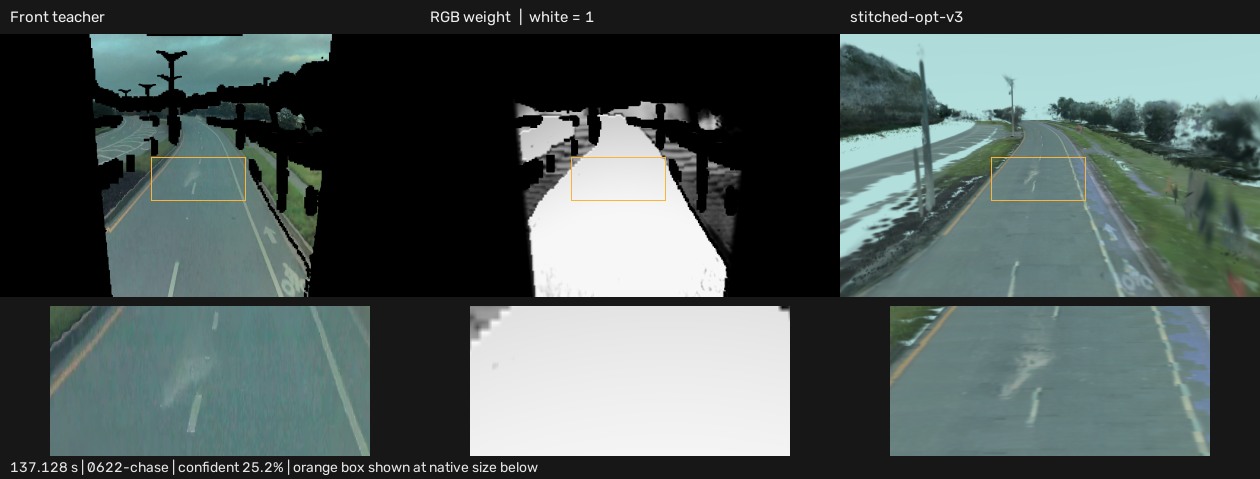 Front teacher
RGB weight | white = 1
stitched-opt-v3
137.128 s | 0622-chase | confident 25.2% | orange box shown at native size below